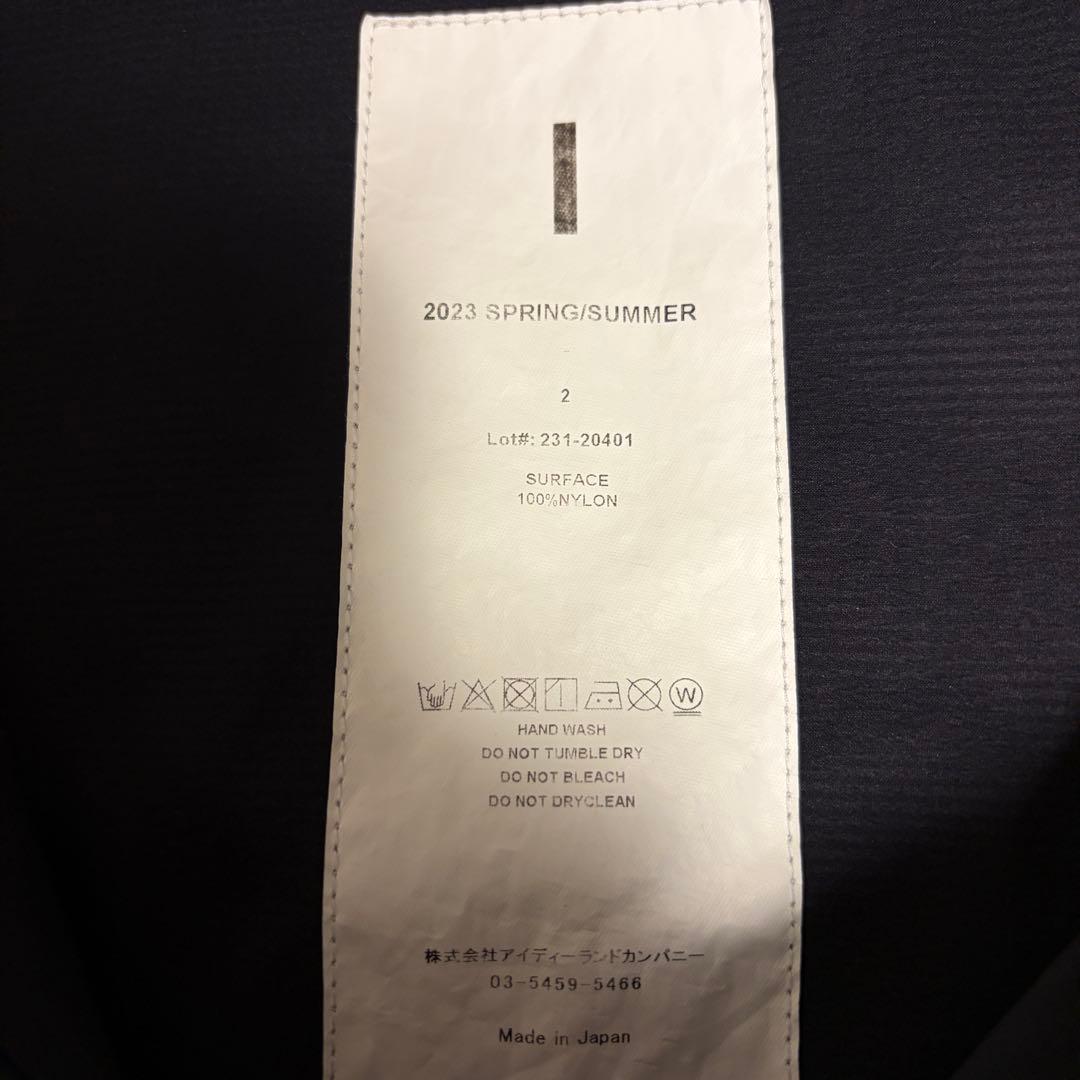 2023 SPRING/SUMMER
2
Lot#: 231-20401
SURFACE
100%NYLON
W
HAND WASH
DO NOT TUMBLE DRY
DO NOT BLEACH
DO NOT DRYCLEAN
株式会社アイディーランドカンパニー
03-5459-5466
Made in Japan